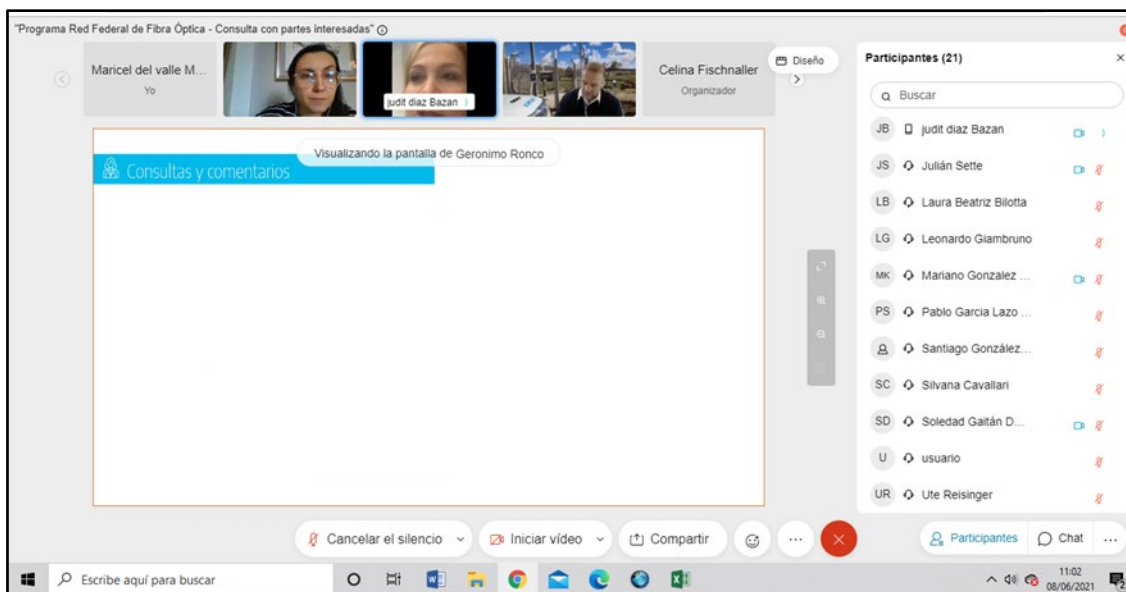 "Programa Red Federal de Fibra Óptica - Consulta con partes interesadas"
Maricel del valle M...
Yo
judit diaz Bazan
Celina Fischnaller
Organizador
Diseño
Visualizando la pantalla de Geronimo Ronco
Consultas y comentarios
Participantes (21)
Buscar
JB judit diaz Bazan
JS Julián Sette
LB Laura Beatriz Bilotta
LG Leonardo Giambruno
MK Mariano Gonzalez ...
PS Pablo Garcia Lazo ...
Santiago González...
SC Silvana Cavallari
SD Soledad Gaitán D...
U usuario
UR Ute Reisinger
Cancelar el silencio
Iniciar vídeo
Compartir
Participantes
Chat
Escribe aquí para buscar
11:02
08/06/2021
2